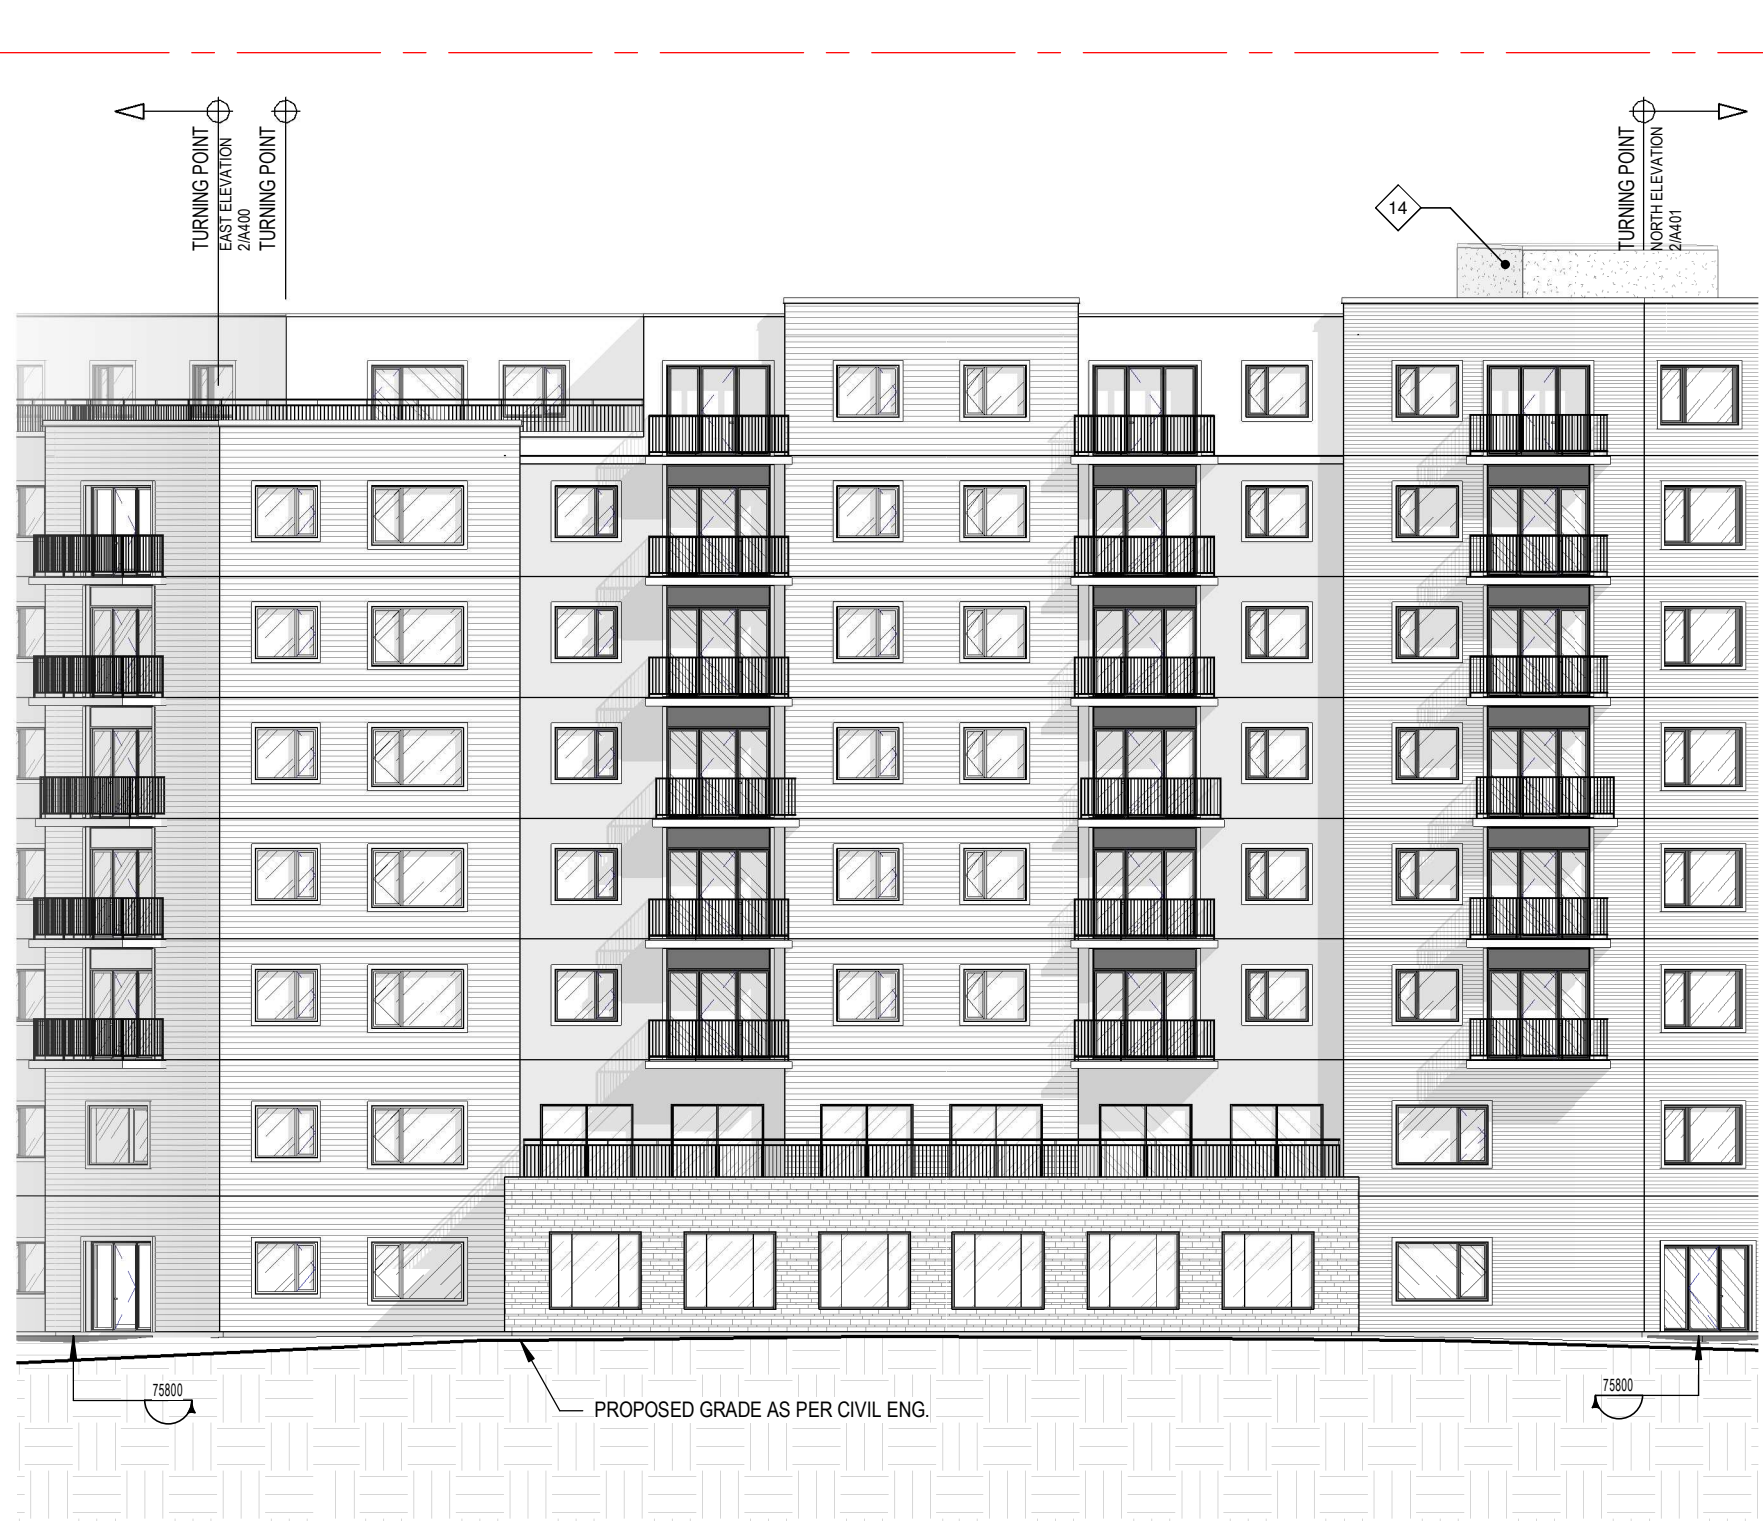 TURNING POINT
EAST ELEVATION
2/A400
TURNING POINT
14
TURNING POINT
NORTH ELEVATION
2/A401
75800
PROPOSED GRADE AS PER CIVIL ENG.
75800